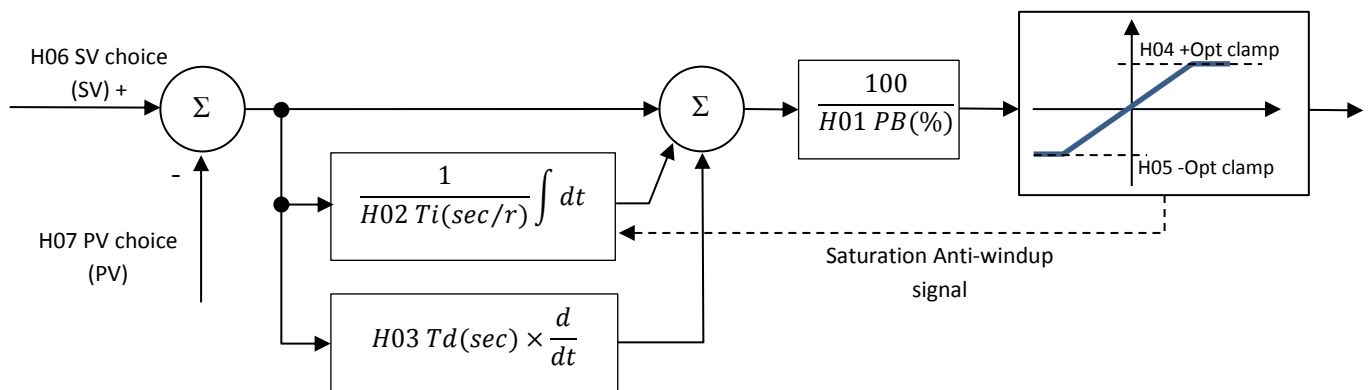 H06 SV choice
(SV) +
Σ
-
H07 PV choice
(PV)
1
H02 Ti(sec/r)
∫ dt
H03 Td(sec) × d
dt
Σ
100
H01 PB(%)
H04 +Opt clamp
H05 -Opt clamp
Saturation Anti-windup
signal